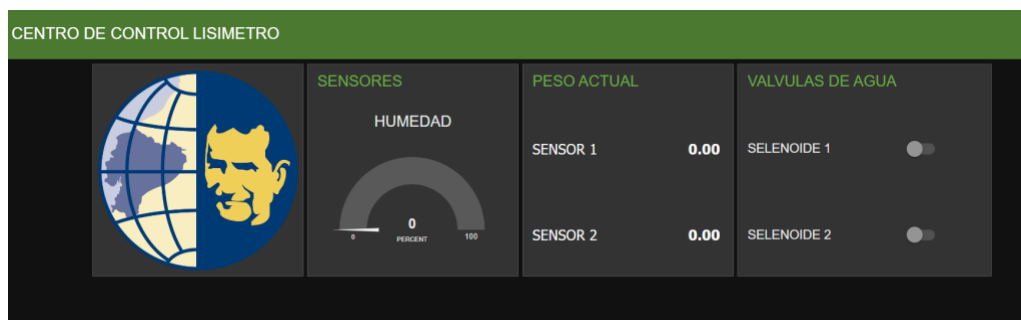 CENTRO DE CONTROL LISIMETRO
SENSORES
HUMEDAD
0
0
PERCENT
100
PESO ACTUAL
SENSOR 1 0.00
SENSOR 2 0.00
VALVULAS DE AGUA
SELENOIDE 1
SELENOIDE 2